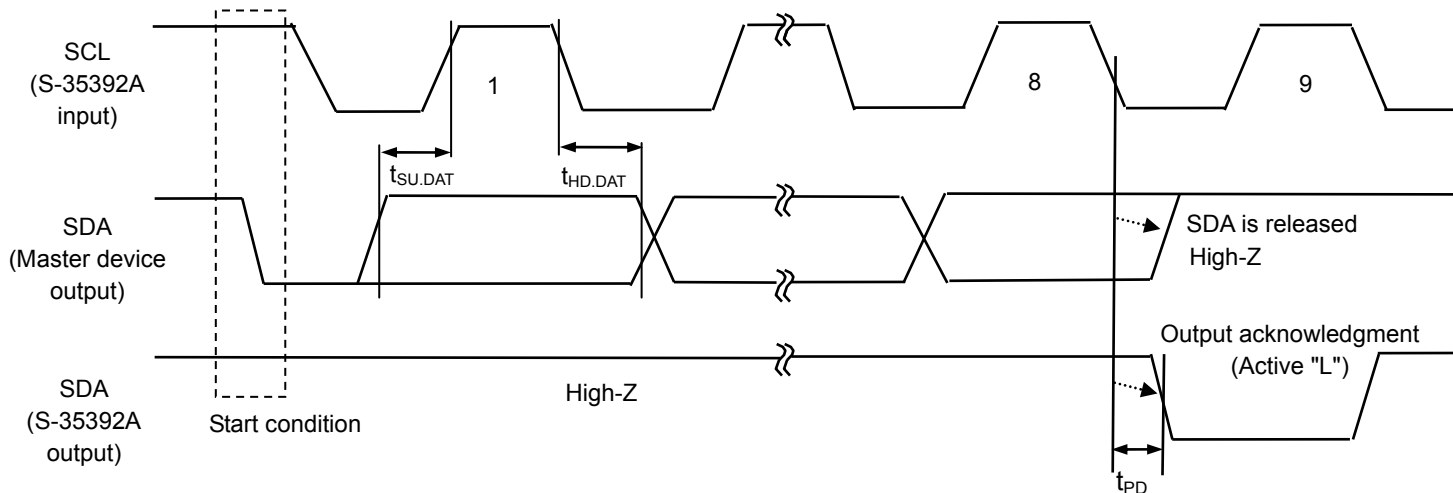 SCL
(S-35392A
input)
1
8
9
tSU.DAT
tHD.DAT
SDA
(Master device
output)
SDA is released
High-Z
Output acknowledgment
(Active "L")
SDA
(S-35392A
output)
High-Z
Start condition
tPD